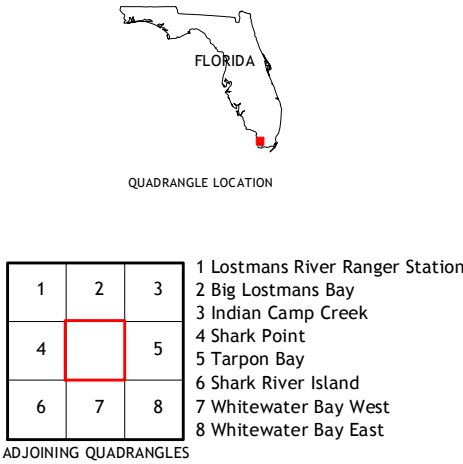 FLORIDA
QUADRANGLE LOCATION
1 2 3
4 5
6 7 8
1 Lostmans River Ranger Station
2 Big Lostmans Bay
3 Indian Camp Creek
4 Shark Point
5 Tarpon Bay
6 Shark River Island
7 Whitewater Bay West
8 Whitewater Bay East
ADJOINING QUADRANGLES